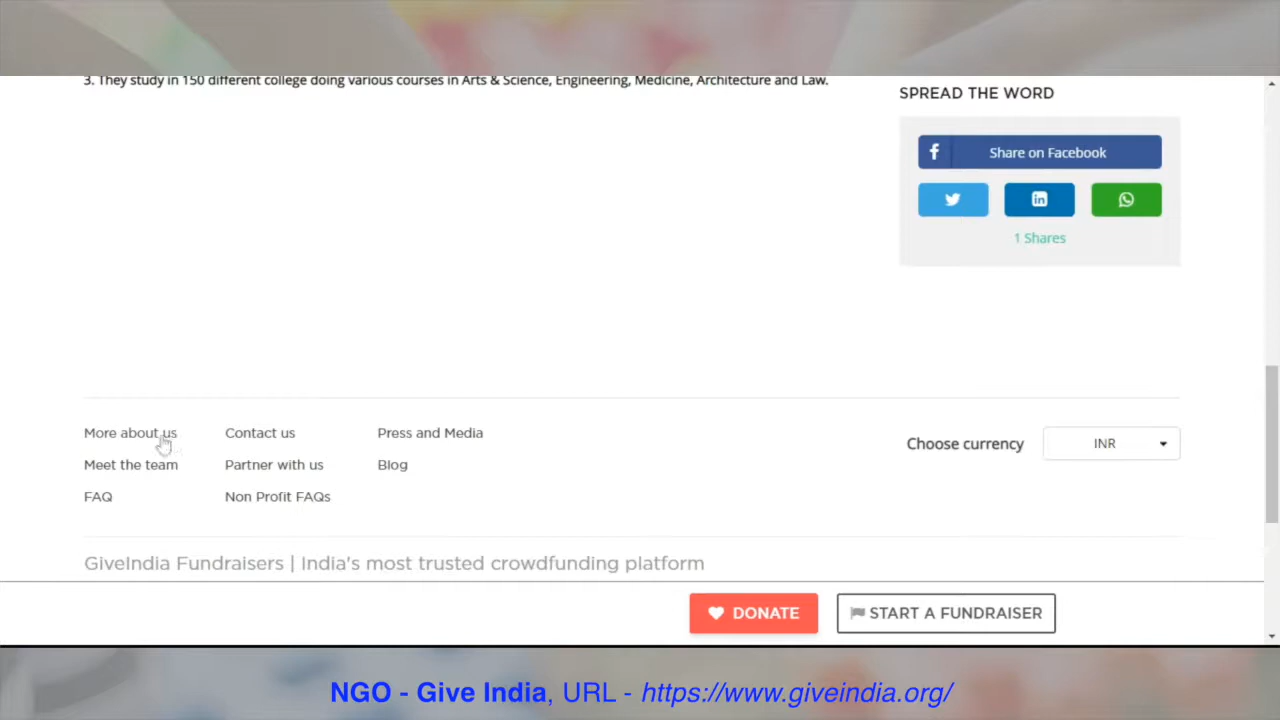 3. They study in 150 different college doing various courses in Arts & Science, Engineering, Medicine, Architecture and Law.
SPREAD THE WORD
Share on Facebook
1 Shares
More about us
Contact us
Press and Media
Meet the team
Partner with us
Blog
FAQ
Non Profit FAQs
Choose currency
INR
GiveIndia Fundraisers | India's most trusted crowdfunding platform
DONATE
START A FUNDRAISER
NGO - Give India, URL - https://www.giveindia.org/